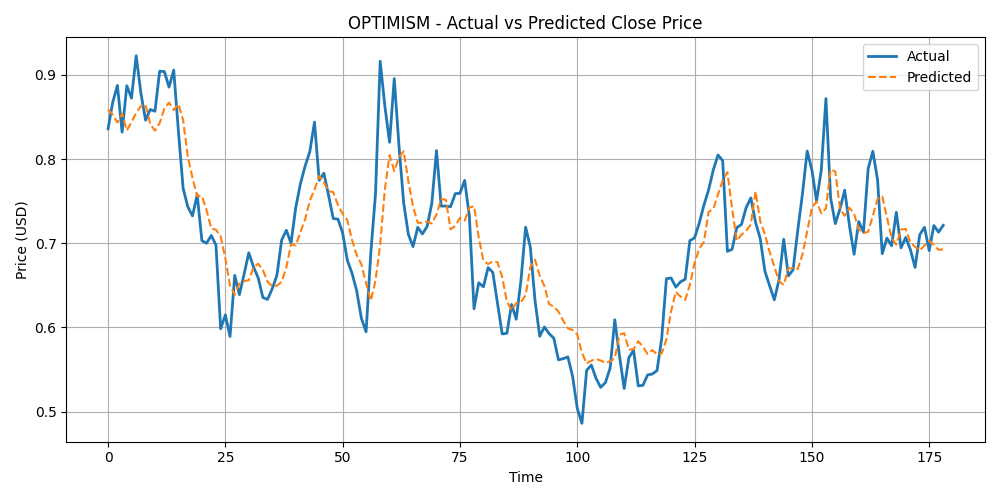 OPTIMISM - Actual vs Predicted Close Price
Actual
Predicted
Price (USD)
0.9
0.8
0.7
0.6
0.5
0 25 50 75 100 125 150 175
Time